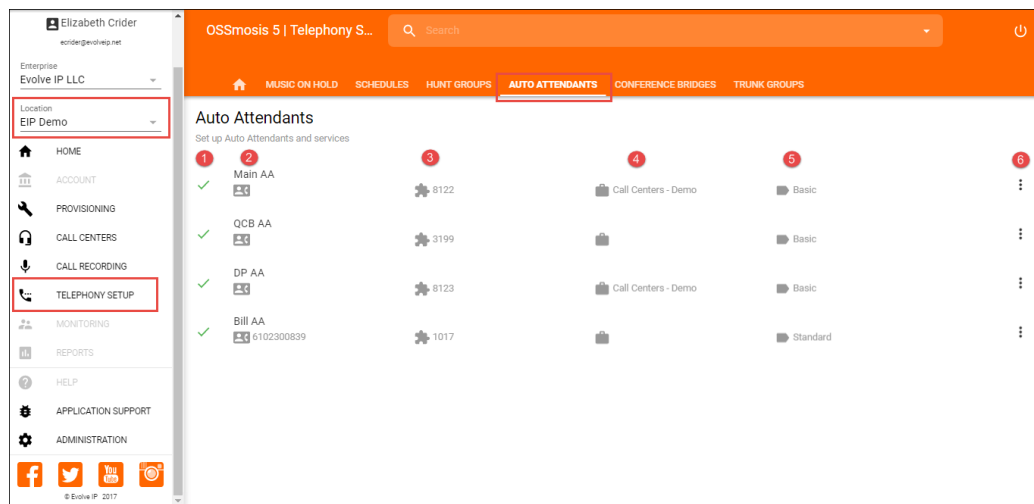 Elizabeth Crider
ecrider@evolveip.net
Enterprise
Evolve IP LLC
Location
EIP Demo
HOME
ACCOUNT
PROVISIONING
CALL CENTERS
CALL RECORDING
TELEPHONY SETUP
MONITORING
REPORTS
HELP
APPLICATION SUPPORT
ADMINISTRATION
You
Tube
© Evolve IP 2017
OSSmosis 5 | Telephony S... Search
MUSIC ON HOLD SCHEDULES HUNT GROUPS AUTO ATTENDANTS CONFERENCE BRIDGES TRUNK GROUPS
Auto Attendants
Set up Auto Attendants and services
1 2 3 4 5 6
Main AA
8122 Call Centers - Demo Basic
QCB AA
3199 Basic
DP AA
8123 Call Centers - Demo Basic
Bill AA
6102300839 1017 Standard